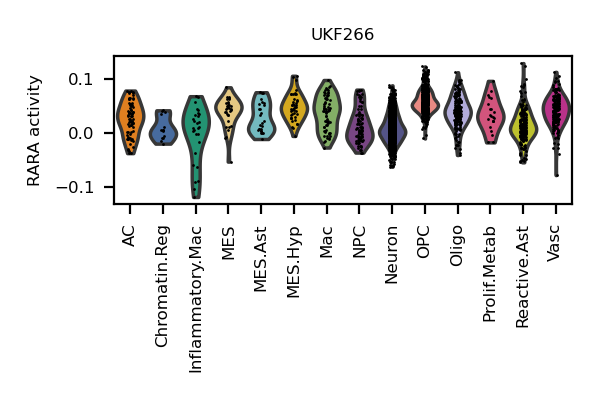 UKF266
RARA activity
0.1
0.0
−0.1
AC
Chromatin.Reg
Inflammatory.Mac
MES
MES.Ast
MES.Hyp
Mac
NPC
Neuron
OPC
Oligo
Prolif.Metab
Reactive.Ast
Vasc